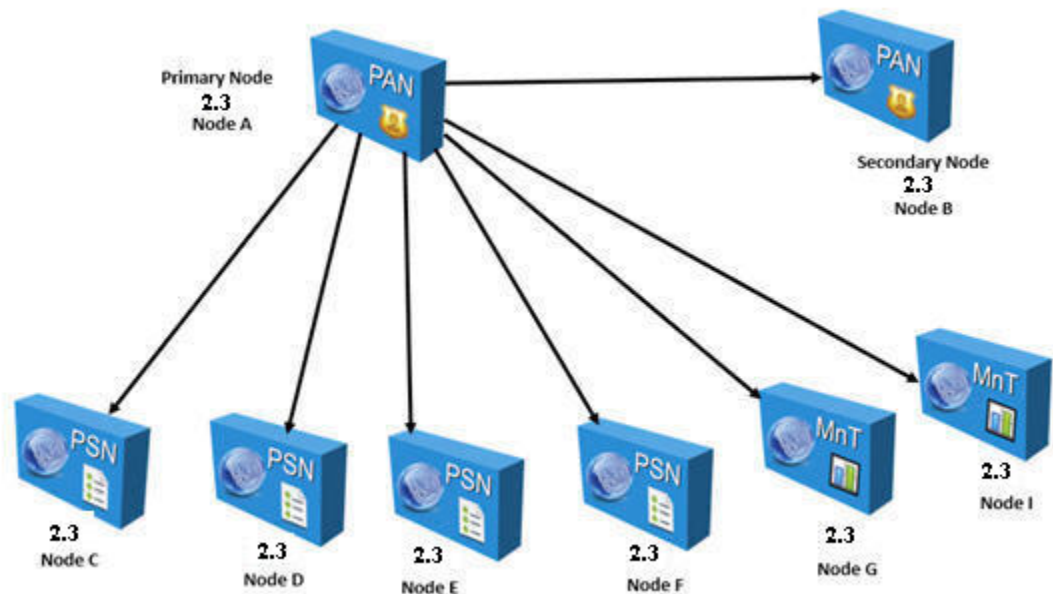 PAN
Primary Node
2.3
Node A
PAN
Secondary Node
2.3
Node B
PSN
2.3
Node C
PSN
2.3
Node D
PSN
2.3
Node E
PSN
2.3
Node F
MnT
2.3
Node G
MnT
2.3
Node I